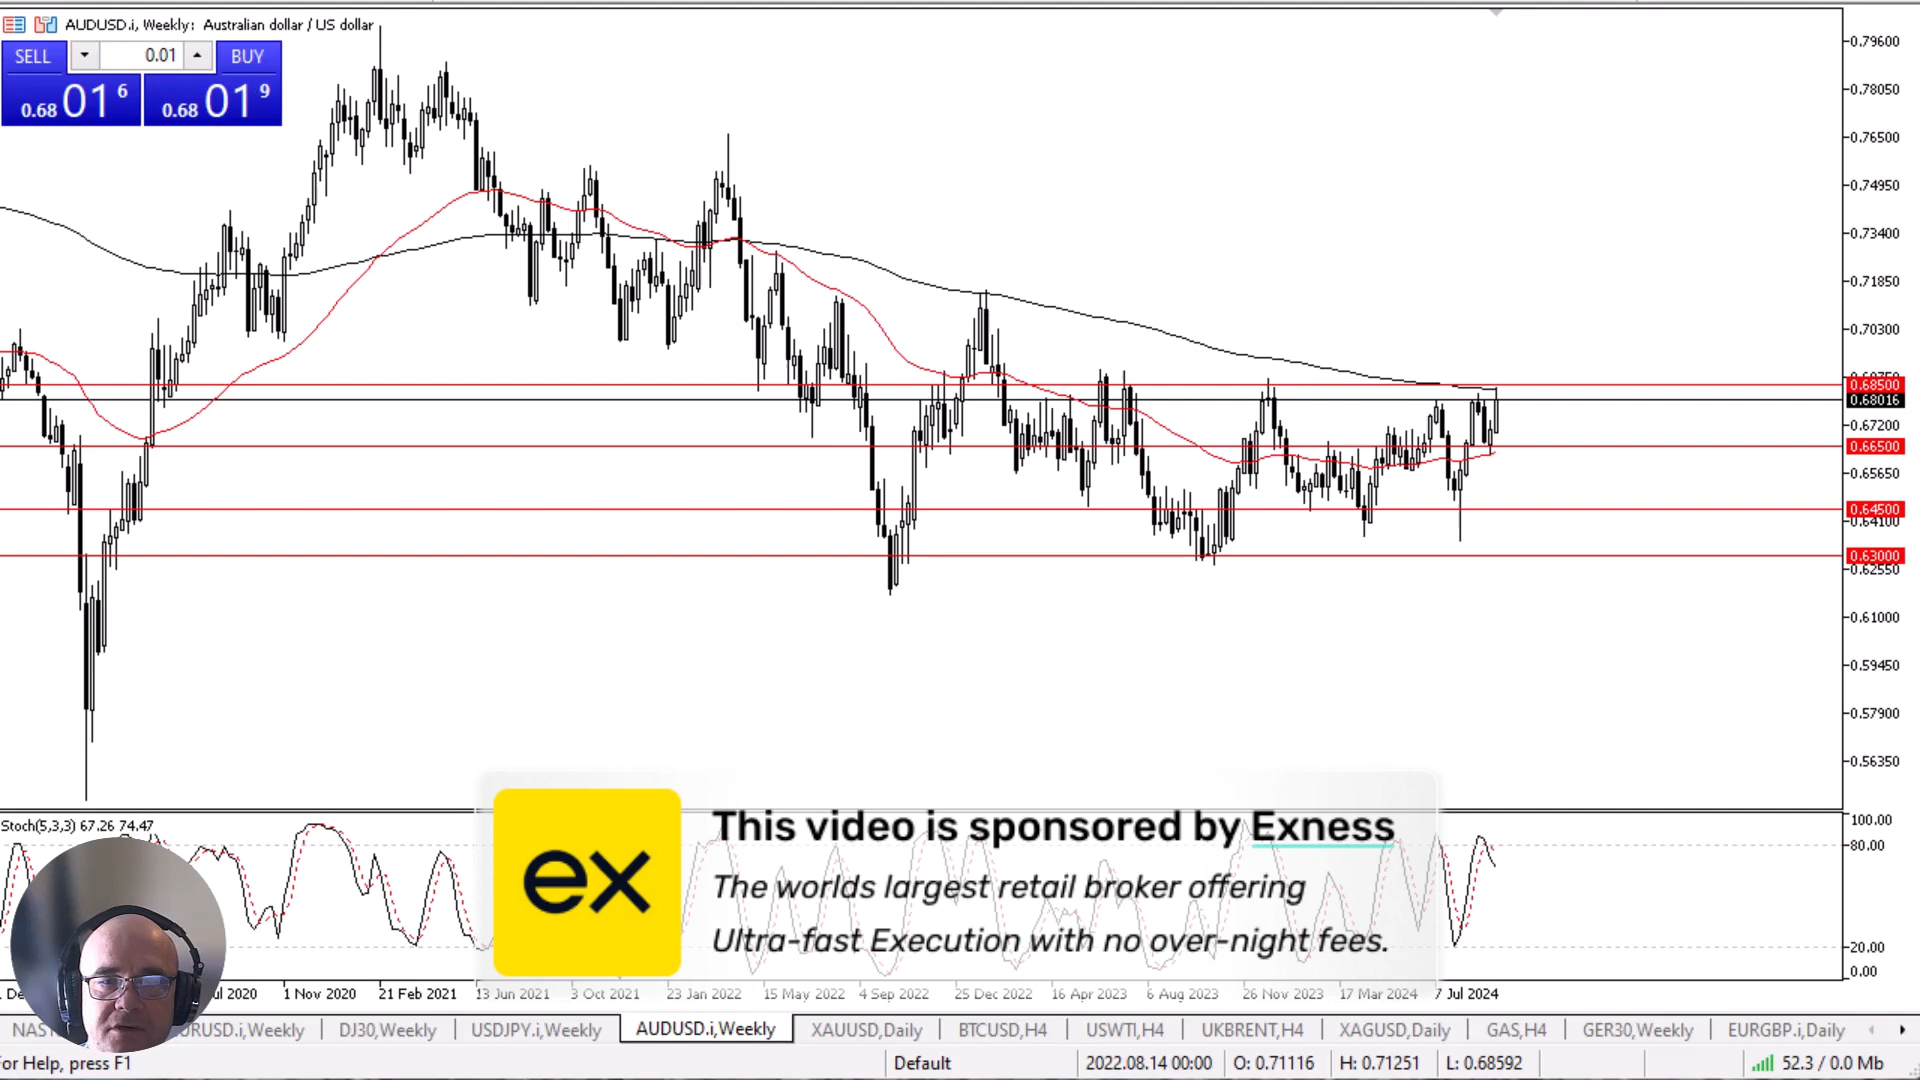 AUDUSD.i, Weekly: Australian dollar / US dollar
SELL 0.01 BUY
0.68 01 6 0.68 01 9
0.79600
0.78050
0.76500
0.74950
0.73400
0.71850
0.70300
0.68500
0.68016
0.67200
0.66500
0.65650
0.64500
0.64100
0.63000
0.62550
0.61000
0.59450
0.57900
0.56350
Stoch(5,3,3) 67.26 74.47
100.00
80.00
20.00
0.00
ex
This video is sponsored by Exness
The worlds largest retail broker offering
Ultra-fast Execution with no over-night fees.
Jul 2020 1 Nov 2020 21 Feb 2021 13 Jun 2021 3 Oct 2021 23 Jan 2022 15 May 2022 4 Sep 2022 25 Dec 2022 16 Apr 2023 6 Aug 2023 26 Nov 2023 17 Mar 2024 7 Jul 2024
NAS URUSD.i,Weekly DJ30,Weekly USDJPY.i,Weekly AUDUSD.i,Weekly XAUUSD,Daily BTCUSD,H4 USWTI,H4 UKBRENT,H4 XAGUSD,Daily GAS,H4 GER30,Weekly EURGBP.i,Daily
For Help, press F1 Default 2022.08.14 00:00 O: 0.71116 H: 0.71251 L: 0.68592 52.3 / 0.0 Mb